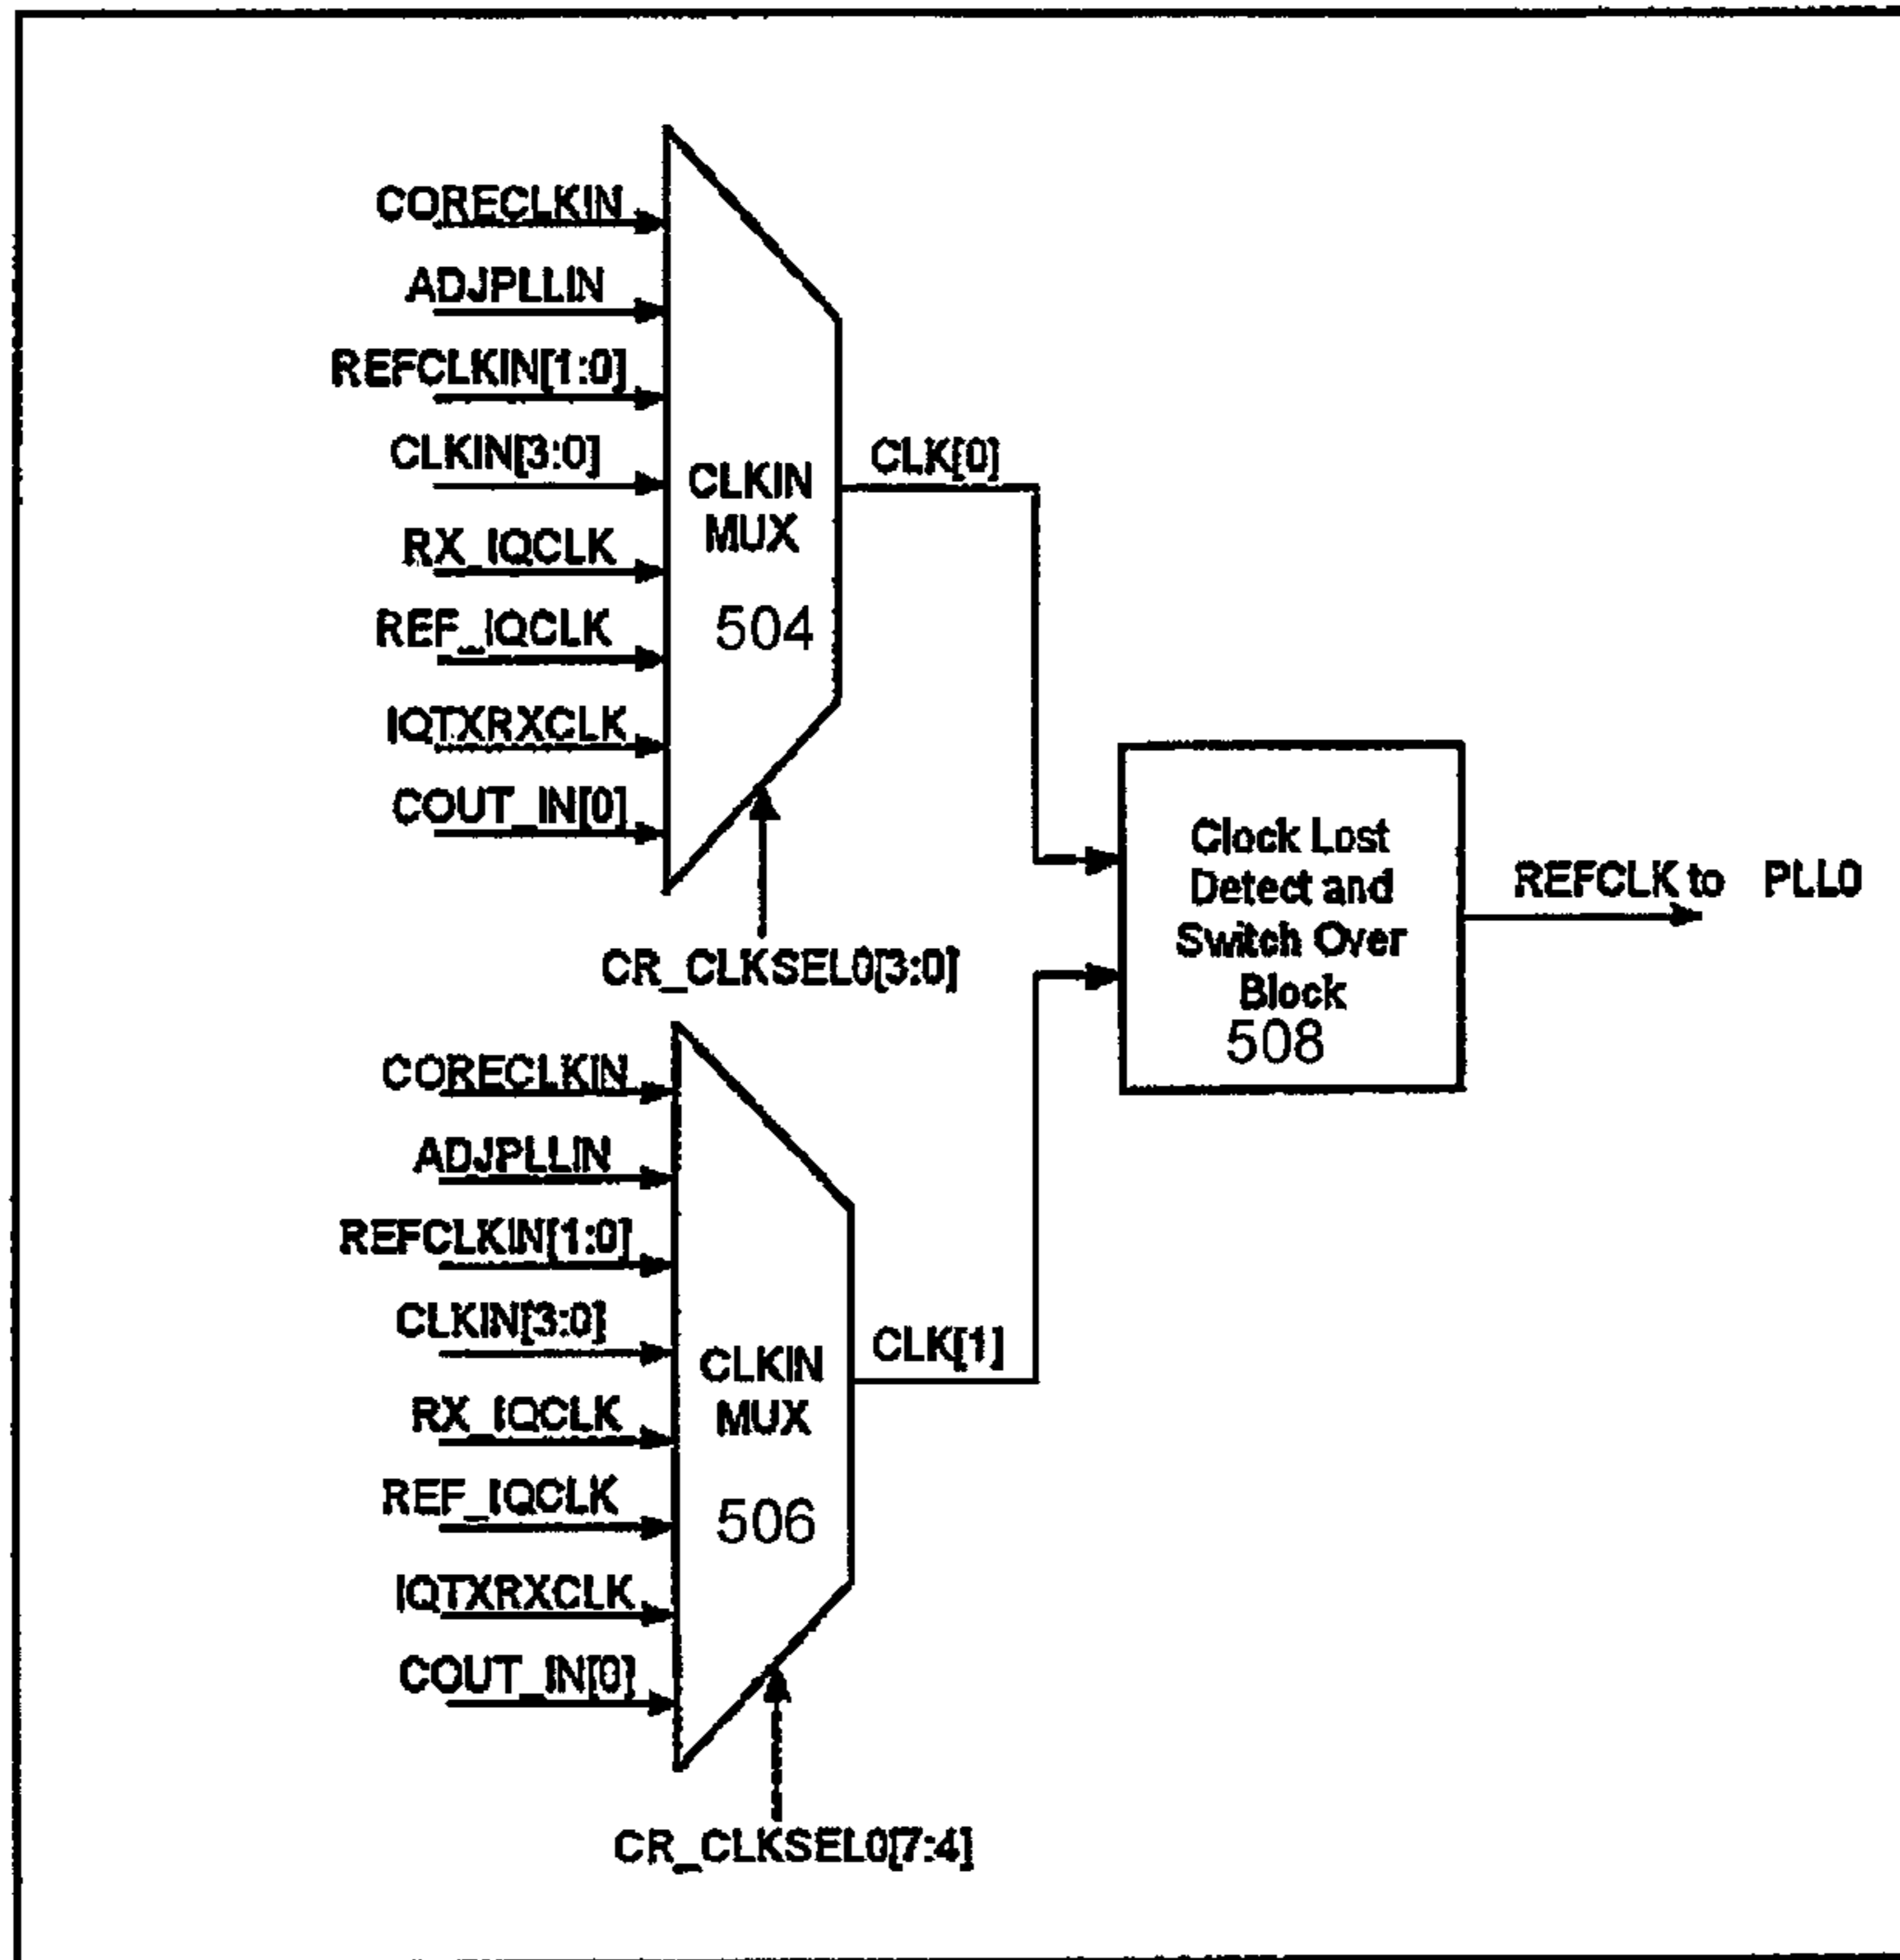 CORECLKIN
ADJPLLIN
REFCLKIN[1:0]
CLKIN[3:0]
RX_IQCLK
REF_IQCLK
IQTXRXCLK
COUT_IN[0]
CLKIN
MUX
504
CR_CLKSEL0[3:0]
CLK[0]
CORECLKIN
ADJPLLIN
REFCLKIN[1:0]
CLKIN[3:0]
RX_IQCLK
REF_IQCLK
IQTXRXCLK
COUT_IN[0]
CLKIN
MUX
506
CR_CLKSEL0[7:4]
CLK[1]
Clock Lost
Detect and
Switch Over
Block
508
REFCLK to PLL0